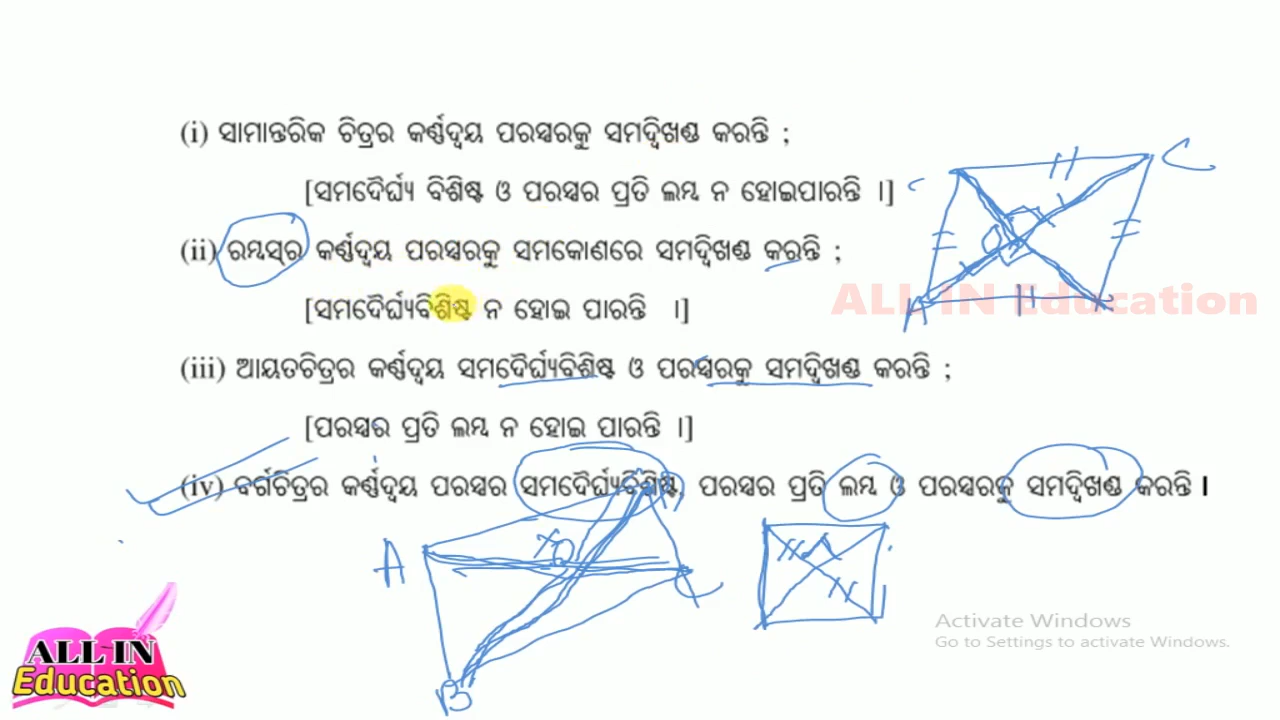 (i) ସାମାନ୍ତରିକ ଚିତ୍ରର କର୍ଣ୍ଣଦ୍ବୟ ପରସ୍ପରକୁ ସମଦ୍ବିଖଣ୍ଡ କରନ୍ତି ;
[ସମଦୈର୍ଘ୍ୟ ବିଶିଷ୍ଟ ଓ ପରସ୍ପର ପ୍ରତି ଲମ୍ବ ନ ହୋଇପାରନ୍ତି ।]
C
(ii) ରମ୍ବସ୍‌ର କର୍ଣ୍ଣଦ୍ବୟ ପରସ୍ପରକୁ ସମକୋଣରେ ସମଦ୍ବିଖଣ୍ଡ କରନ୍ତି ;
O
[ସମଦୈର୍ଘ୍ୟବିଶିଷ୍ଟ ନ ହୋଇ ପାରନ୍ତି ।]
A
ALL IN Education
(iii) ଆୟତଚିତ୍ରର କର୍ଣ୍ଣଦ୍ବୟ ସମଦୈର୍ଘ୍ୟବିଶିଷ୍ଟ ଓ ପରସ୍ପରକୁ ସମଦ୍ବିଖଣ୍ଡ କରନ୍ତି ;
[ପରସ୍ପର ପ୍ରତି ଲମ୍ବ ନ ହୋଇ ପାରନ୍ତି ।]
(iv) ବର୍ଗଚିତ୍ରର କର୍ଣ୍ଣଦ୍ବୟ ପରସ୍ପର ସମଦୈର୍ଘ୍ୟବିଶିଷ୍ଟ, ପରସ୍ପର ପ୍ରତି ଲମ୍ବ ଓ ପରସ୍ପରକୁ ସମଦ୍ବିଖଣ୍ଡ କରନ୍ତି ।
A
O
C
B
Activate Windows
Go to Settings to activate Windows.
ALL IN
Education